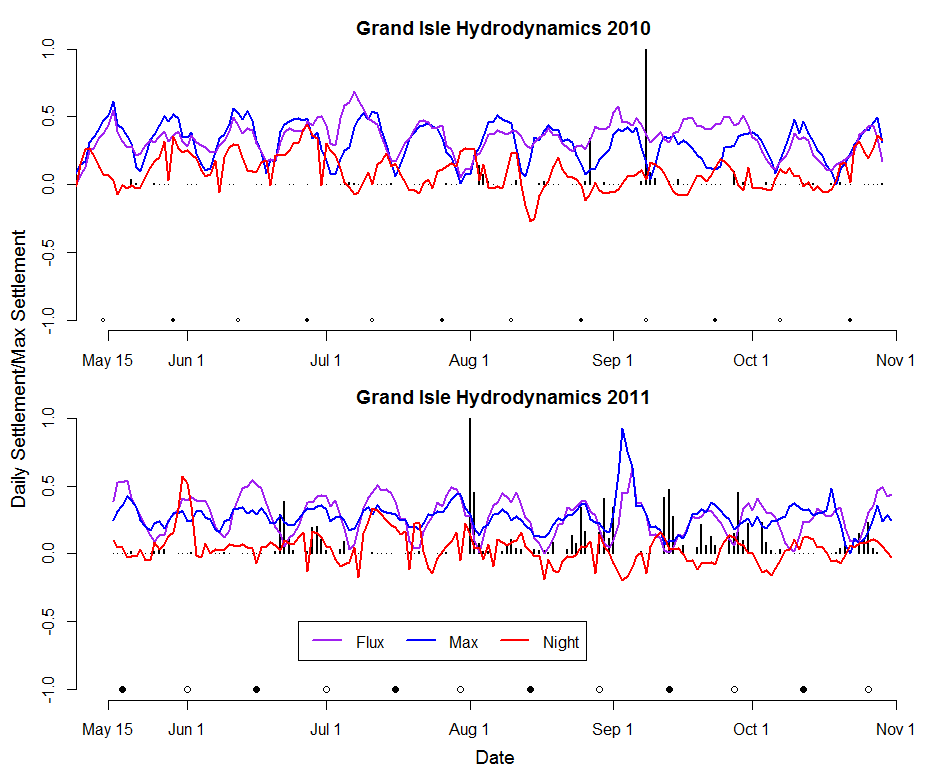 Grand Isle Hydrodynamics 2010
1.0
0.5
0.0
-0.5
-1.0
May 15 Jun 1 Jul 1 Aug 1 Sep 1 Oct 1 Nov 1
Daily Settlement/Max Settlement
Grand Isle Hydrodynamics 2011
1.0
0.5
0.0
-0.5
-1.0
Flux Max Night
May 15 Jun 1 Jul 1 Aug 1 Sep 1 Oct 1 Nov 1
Date